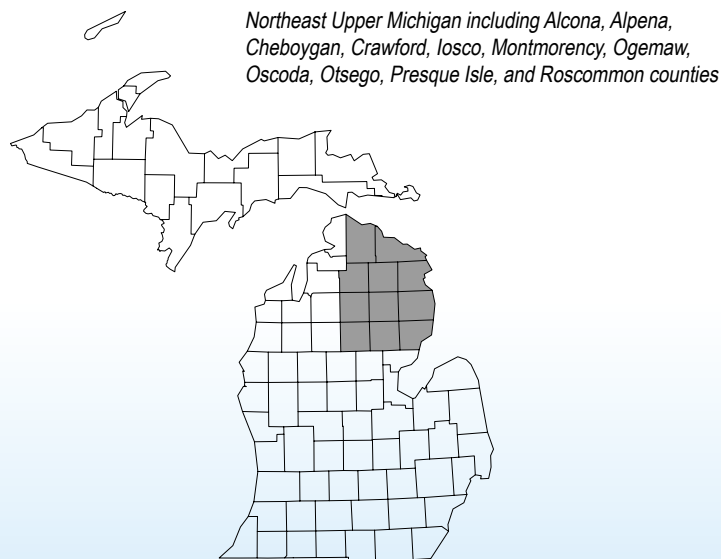 Northeast Upper Michigan including Alcona, Alpena,
Cheboygan, Crawford, Iosco, Montmorency, Ogemaw,
Oscoda, Otsego, Presque Isle, and Roscommon counties